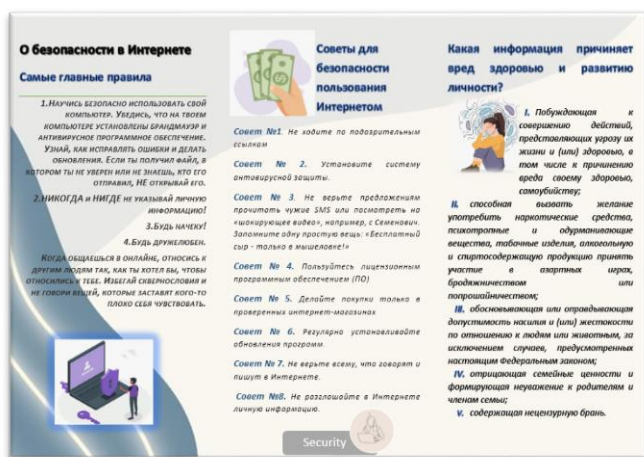 О безопасности в Интернете
Самые главные правила
1.Научись безопасно использовать свой
компьютер. Убедись, что на твоем
компьютере установлены брандмауэр и
антивирусное программное обеспечение.
Узнай, как исправлять ошибки и делать
обновления. Если ты получил файл, в
котором ты не уверен или не знаешь, кто его
отправил, НЕ открывай его.
2.НИКОГДА и НИГДЕ не указывай личную
информацию!
3.Будь начеку!
4.Будь дружелюбен.
Когда общаешься в онлайне, относись к
другим людям так, как ты хотел бы, чтобы
относились к тебе. Избегай сквернословия и
не говори вещей, которые заставят кого-то
плохо себя чувствовать.
Советы для
безопасности
пользования
Интернетом
Совет №1. Не ходите по подозрительным
ссылкам
Совет № 2. Установите систему
антивирусной защиты.
Совет № 3. Не верьте предложениям
прочитать чужие SMS или посмотреть на
«шокирующее видео», например, с Семенович.
Запомните одну простую вещь: «Бесплатный
сыр - только в мышеловке!»
Совет № 4. Пользуйтесь лицензионным
программным обеспечением (ПО)
Совет № 5. Делайте покупки только в
проверенных интернет-магазинах
Совет № 6. Регулярно устанавливайте
обновления программ.
Совет № 7. Не верьте всему, что говорят и
пишут в Интернете.
Совет №8. Не разглашайте в Интернете
личную информацию.
Security
Какая информация причиняет
вред здоровью и развитию
личности?
I. Побуждающая к
совершению действий,
представляющих угрозу их
жизни и (или) здоровью, в
том числе к причинению
вреда своему здоровью,
самоубийству;
II. способная вызвать желание
употребить наркотические средства,
психотропные и одурманивающие
вещества, табачные изделия, алкогольную
и спиртосодержащую продукцию принять
участие в азартных играх,
бродяжничеством или
попрошайничеством;
III. обосновывающая или оправдывающая
допустимость насилия и (или) жестокости
по отношению к людям или животным, за
исключением случаев, предусмотренных
настоящим Федеральным законом;
IV. отрицающая семейные ценности и
формирующая неуважение к родителям и
членам семьи;
V. содержащая нецензурную брань.